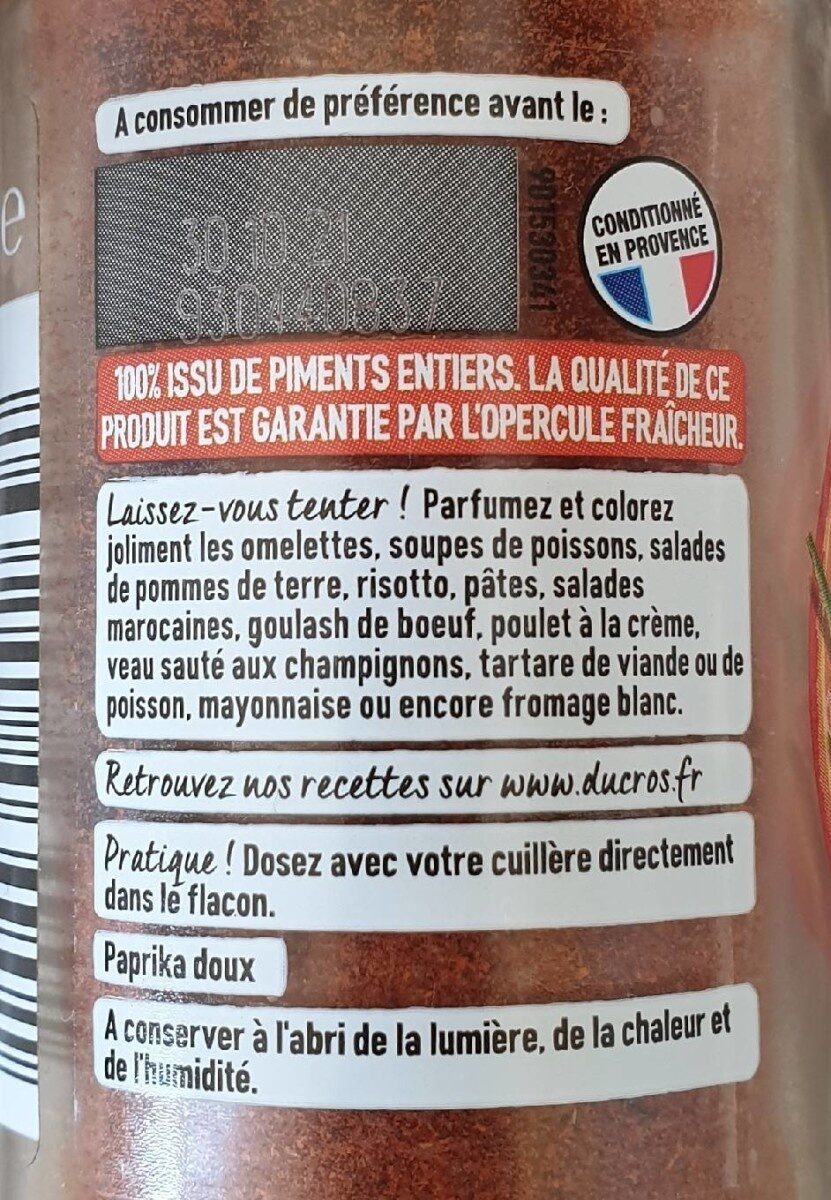 e
A consommer de préférence avant le :
30 10 21
930440837
901530341
CONDITIONNÉ
EN PROVENCE
100% ISSU DE PIMENTS ENTIERS. LA QUALITÉ DE CE
PRODUIT EST GARANTIE PAR L'OPERCULE FRAÎCHEUR.
Laissez-vous tenter ! Parfumez et colorez
joliment les omelettes, soupes de poissons, salades
de pommes de terre, risotto, pâtes, salades
marocaines, goulash de boeuf, poulet à la crème,
veau sauté aux champignons, tartare de viande ou de
poisson, mayonnaise ou encore fromage blanc.
Retrouvez nos recettes sur www.ducros.fr
Pratique ! Dosez avec votre cuillère directement
dans le flacon.
Paprika doux
A conserver à l'abri de la lumière, de la chaleur et
de l'humidité.